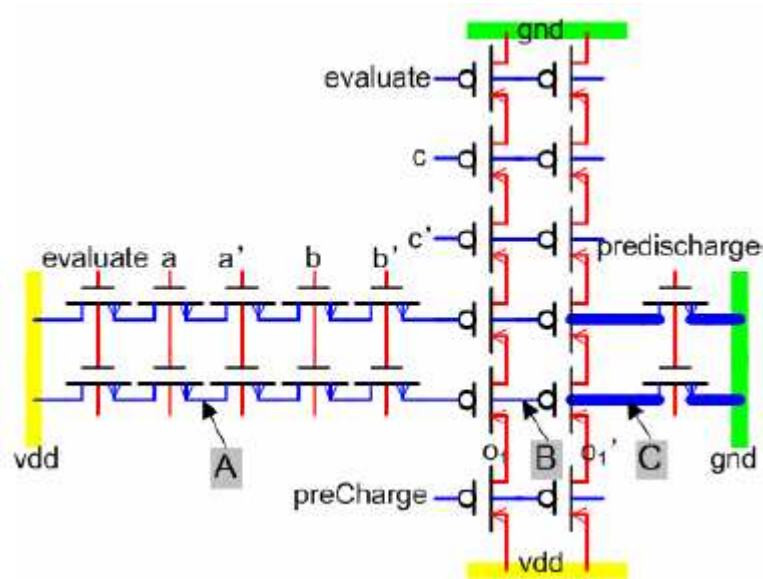 gnd
evaluate
c
c'
evaluate a a' b b' predischarge
A B C
vdd o₁ o₁' gnd
preCharge
vdd